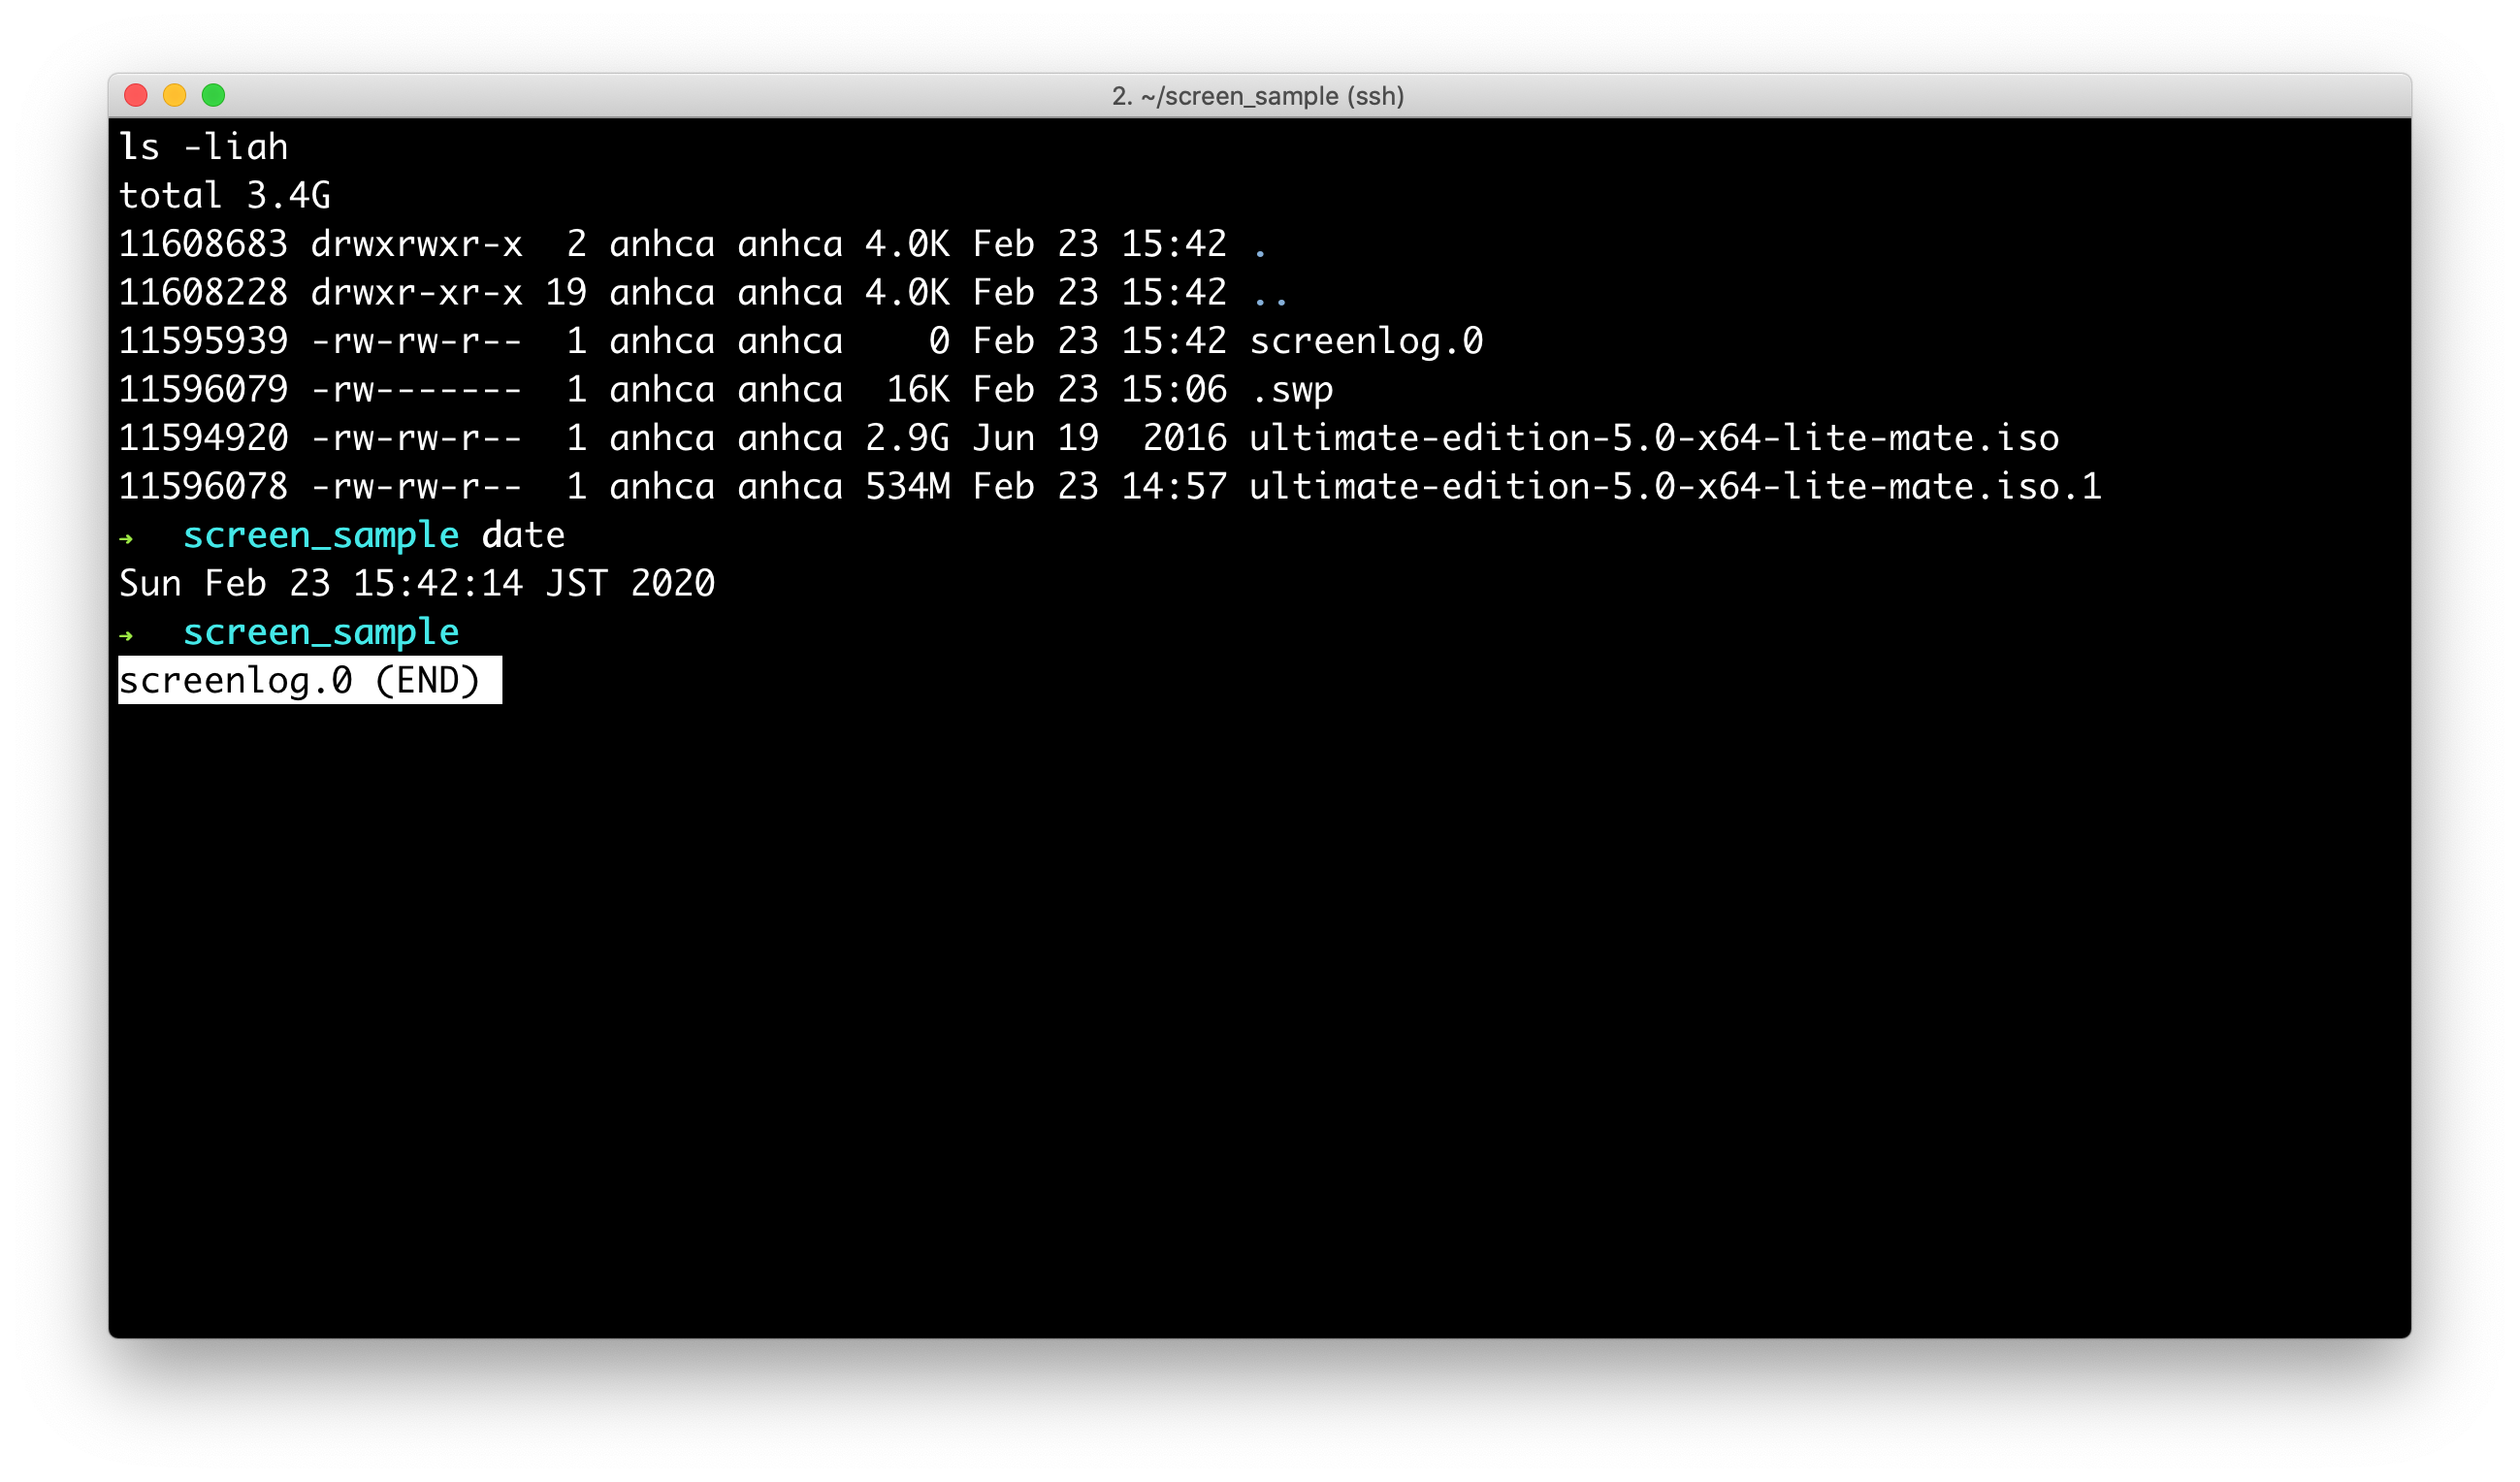 2. ~/screen_sample (ssh)
ls -liah
total 3.4G
11608683 drwxrwxr-x  2 anhca anhca 4.0K Feb 23 15:42 .
11608228 drwxr-xr-x 19 anhca anhca 4.0K Feb 23 15:42 ..
11595939 -rw-rw-r--  1 anhca anhca    0 Feb 23 15:42 screenlog.0
11596079 -rw-------  1 anhca anhca  16K Feb 23 15:06 .swp
11594920 -rw-rw-r--  1 anhca anhca 2.9G Jun 19  2016 ultimate-edition-5.0-x64-lite-mate.iso
11596078 -rw-rw-r--  1 anhca anhca 534M Feb 23 14:57 ultimate-edition-5.0-x64-lite-mate.iso.1
→  screen_sample date
Sun Feb 23 15:42:14 JST 2020
→  screen_sample
screenlog.0 (END)